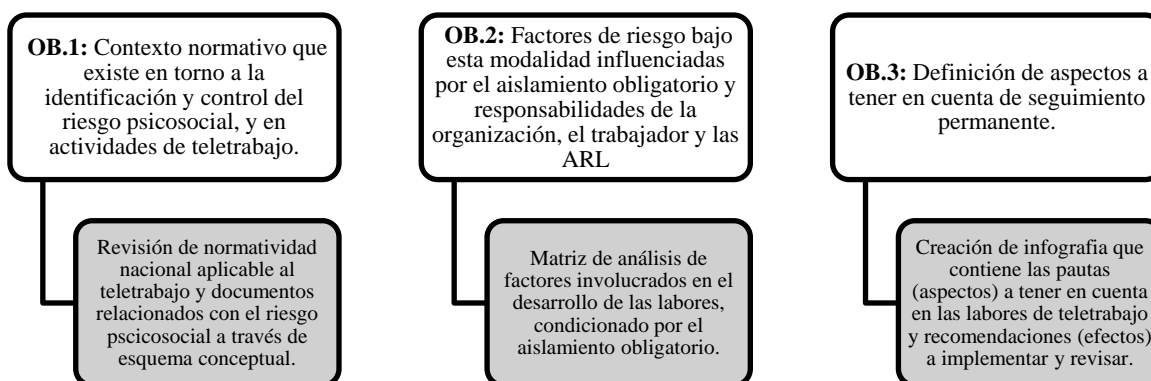 OB.1: Contexto normativo que
existe en torno a la
identificación y control del
riesgo psicosocial, y en
actividades de teletrabajo.
Revisión de normatividad
nacional aplicable al
teletrabajo y documentos
relacionados con el riesgo
pscicosocial a través de
esquema conceptual.
OB.2: Factores de riesgo bajo
esta modalidad influenciadas
por el aislamiento obligatorio y
responsabilidades de la
organización, el trabajador y las
ARL
Matriz de análisis de
factores involucrados en el
desarrollo de las labores,
condicionado por el
aislamiento obligatorio.
OB.3: Definición de aspectos a
tener en cuenta de seguimiento
permanente.
Creación de infografia que
contiene las pautas
(aspectos) a tener en cuenta
en las labores de teletrabajo
y recomendaciones (efectos)
a implementar y revisar.